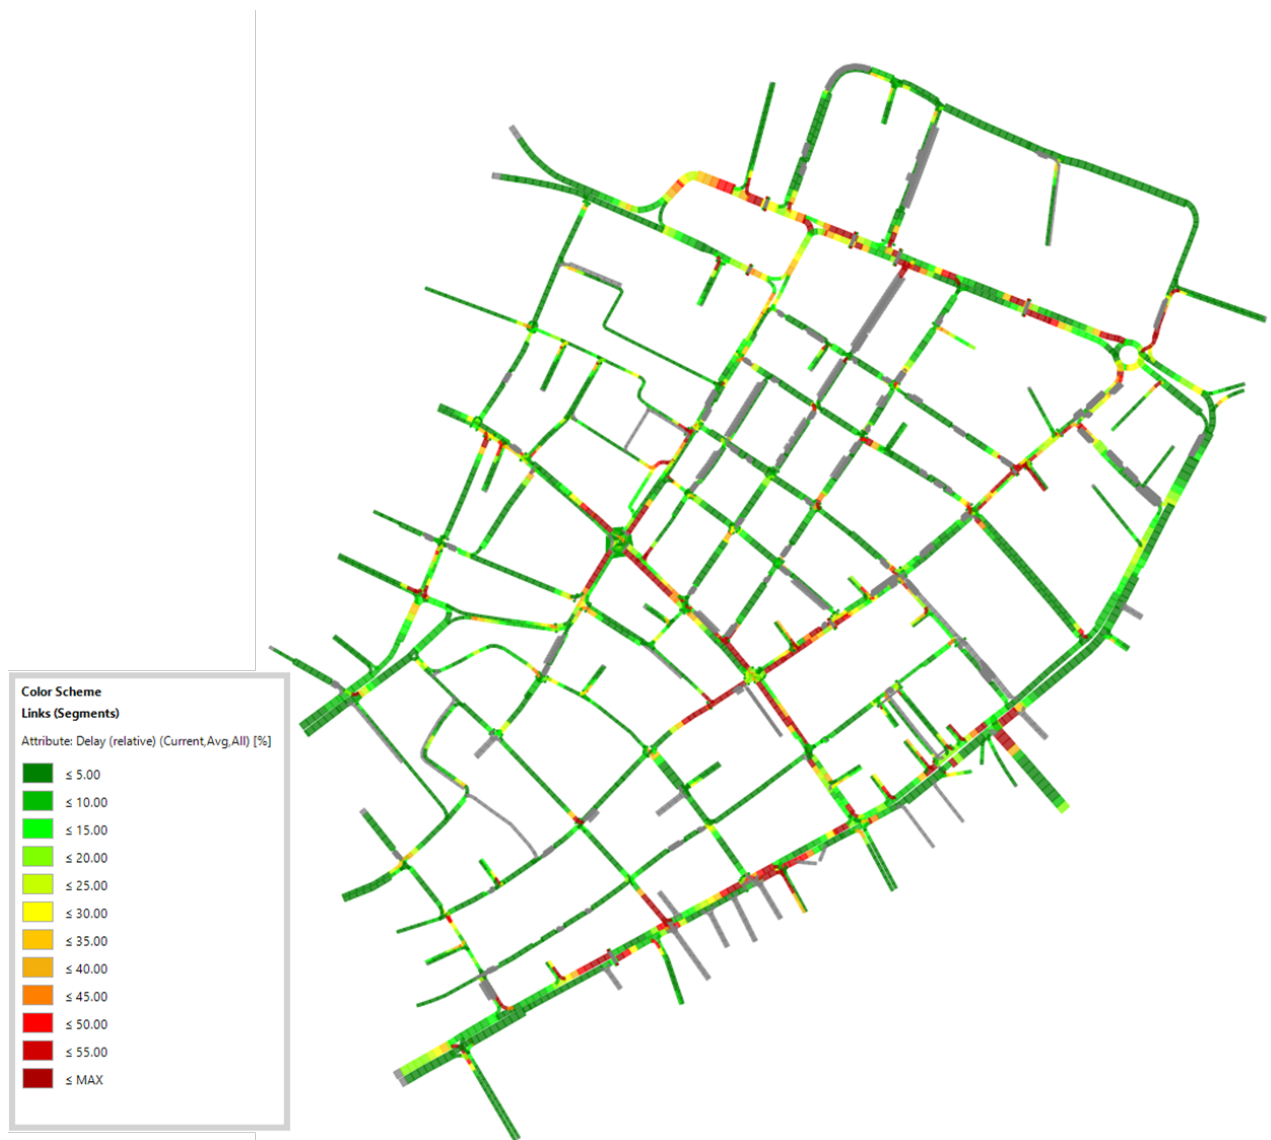 Color Scheme
Links (Segments)
Attribute: Delay (relative) (Current,Avg,All) [%]
≤ 5.00
≤ 10.00
≤ 15.00
≤ 20.00
≤ 25.00
≤ 30.00
≤ 35.00
≤ 40.00
≤ 45.00
≤ 50.00
≤ 55.00
≤ MAX